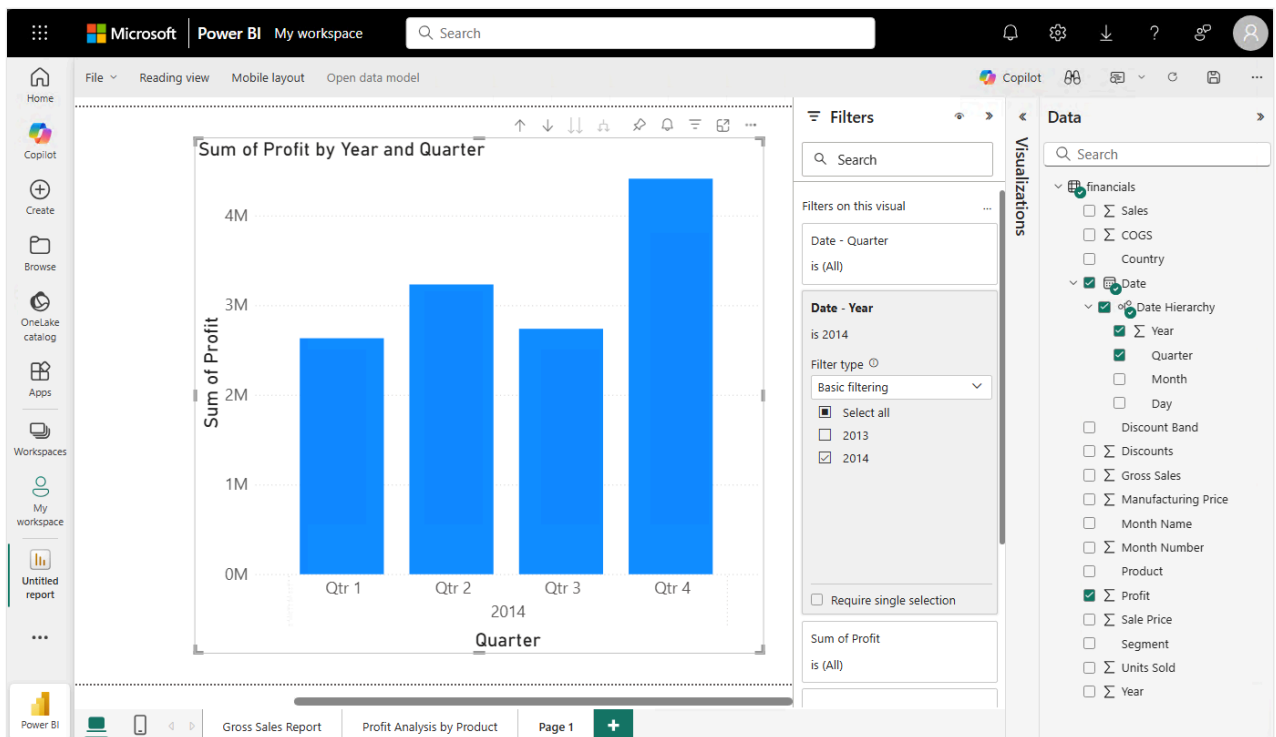 Microsoft Power BI My workspace Search
Home
Copilot
Create
Browse
OneLake
catalog
Apps
Workspaces
My
workspace
Untitled
report
Power BI
File Reading view Mobile layout Open data model Copilot
Sum of Profit by Year and Quarter
Sum of Profit
4M
3M
2M
1M
0M
Qtr 1 Qtr 2 Qtr 3 Qtr 4
2014
Quarter
Filters
Search
Filters on this visual
Date - Quarter
is (All)
Date - Year
is 2014
Filter type
Basic filtering
Select all
2013
2014
Require single selection
Sum of Profit
is (All)
Visualizations
Data
Search
financials
Σ Sales
Σ COGS
Country
Date
Date Hierarchy
Σ Year
Quarter
Month
Day
Discount Band
Σ Discounts
Σ Gross Sales
Σ Manufacturing Price
Month Name
Σ Month Number
Product
Σ Profit
Σ Sale Price
Segment
Σ Units Sold
Σ Year
Gross Sales Report Profit Analysis by Product Page 1 +